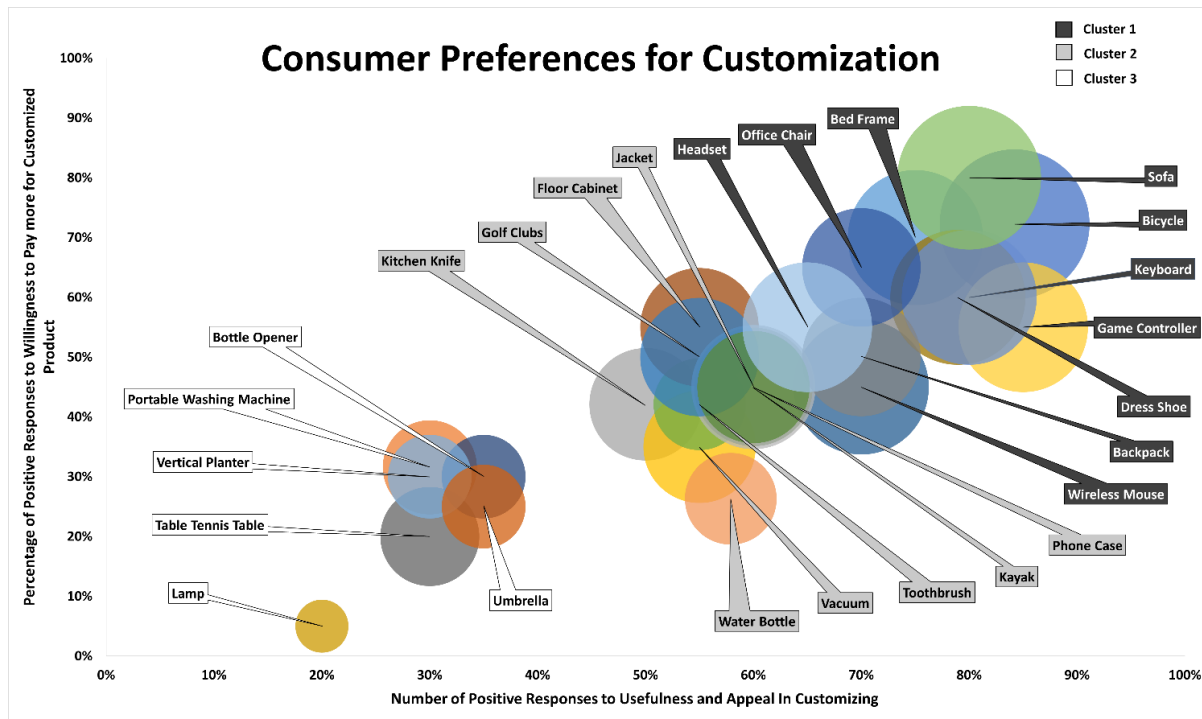 Consumer Preferences for Customization
Cluster 1
Cluster 2
Cluster 3
Percentage of Positive Responses to Willingness to Pay more for Customized
Product
100%
90%
80%
70%
60%
50%
40%
30%
20%
10%
0%
Bed Frame
Office Chair
Headset
Jacket
Floor Cabinet
Golf Clubs
Kitchen Knife
Bottle Opener
Portable Washing Machine
Vertical Planter
Table Tennis Table
Lamp
Umbrella
Sofa
Bicycle
Keyboard
Game Controller
Dress Shoe
Backpack
Wireless Mouse
Phone Case
Kayak
Toothbrush
Vacuum
Water Bottle
0%
10%
20%
30%
40%
50%
60%
70%
80%
90%
100%
Number of Positive Responses to Usefulness and Appeal In Customizing